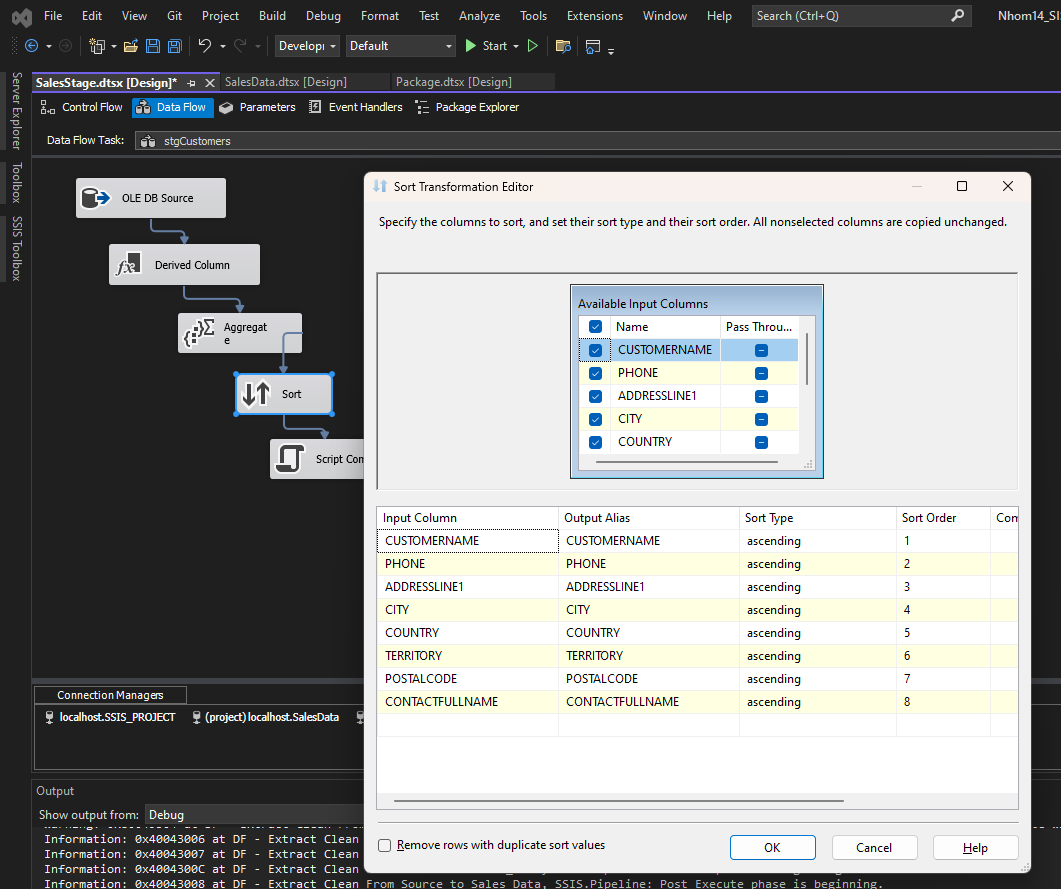 File Edit View Git Project Build Debug Format Test Analyze Tools Extensions Window Help Search (Ctrl+Q) Nhom14_SI
Develop Default Start
SalesStage.dtsx [Design]* SalesData.dtsx [Design] Package.dtsx [Design]
Control Flow Data Flow Parameters Event Handlers Package Explorer
Data Flow Task: stgCustomers
Server Explorer
Toolbox
SSIS Toolbox
OLE DB Source
Derived Column
Aggregat
e
Sort
Script Con
Sort Transformation Editor
Specify the columns to sort, and set their sort type and their sort order. All nonselected columns are copied unchanged.
Available Input Columns
Name Pass Throu...
CUSTOMERNAME
PHONE
ADDRESSLINE1
CITY
COUNTRY
Input Column Output Alias Sort Type Sort Order Com
CUSTOMERNAME CUSTOMERNAME ascending 1
PHONE PHONE ascending 2
ADDRESSLINE1 ADDRESSLINE1 ascending 3
CITY CITY ascending 4
COUNTRY COUNTRY ascending 5
TERRITORY TERRITORY ascending 6
POSTALCODE POSTALCODE ascending 7
CONTACTFULLNAME CONTACTFULLNAME ascending 8
Remove rows with duplicate sort values
OK Cancel Help
Connection Managers
localhost.SSIS_PROJECT (project) localhost.SalesData
Output
Show output from: Debug
Information: 0x40043006 at DF - Extract Clean
Information: 0x40043007 at DF - Extract Clean
Information: 0x4004300C at DF - Extract Clean
Information: 0x40043008 at DF - Extract Clean From Source to Sales Data, SSIS.Pipeline: Post Execute phase is beginning.